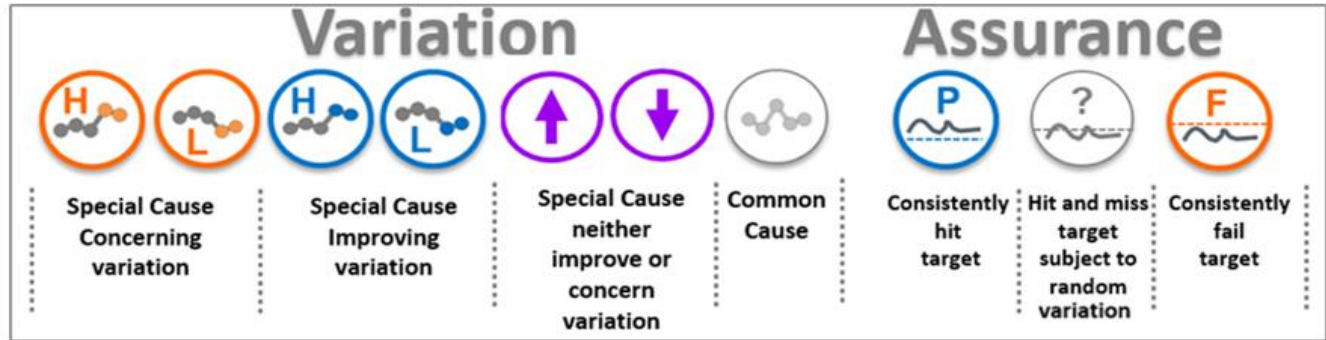 Variation
Assurance
H
L
H
L
P
?
F
Special Cause
Concerning
variation
Special Cause
Improving
variation
Special Cause
neither
improve or
concern
variation
Common
Cause
Consistently
hit
target
Hit and miss
target
subject to
random
variation
Consistently
fail
target